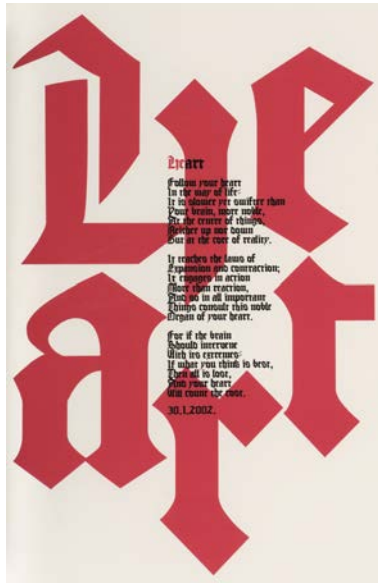 He
art
Heart
Follow your heart
In the way of life:
It is slower yet swifter than
Your brain, more noble,
At the center of things,
Neither up nor down
But at the core of reality.
It reaches the laws of
Expansion and contraction;
It engages in action
More than reaction,
And so in all important
Things consult this noble
Organ of your heart.
For if the brain
Should intervene
With its extremes:
If what you think is best,
Then all is lost,
And your heart
Will count the cost.
30.1.2002.